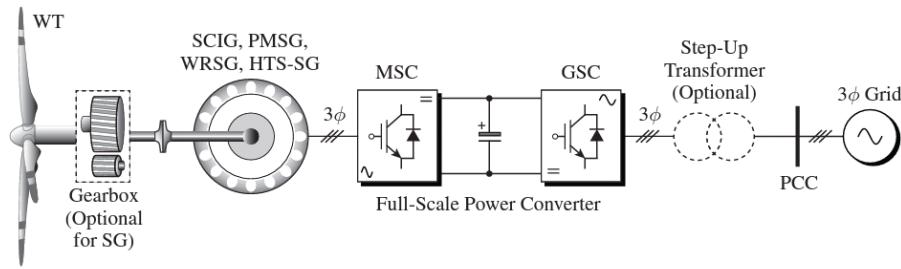 WT
SCIG, PMSG,
WRSG, HTS-SG
MSC
GSC
Step-Up
Transformer
(Optional)
3ϕ Grid
3ϕ
3ϕ
+
PCC
Gearbox
(Optional
for SG)
Full-Scale Power Converter